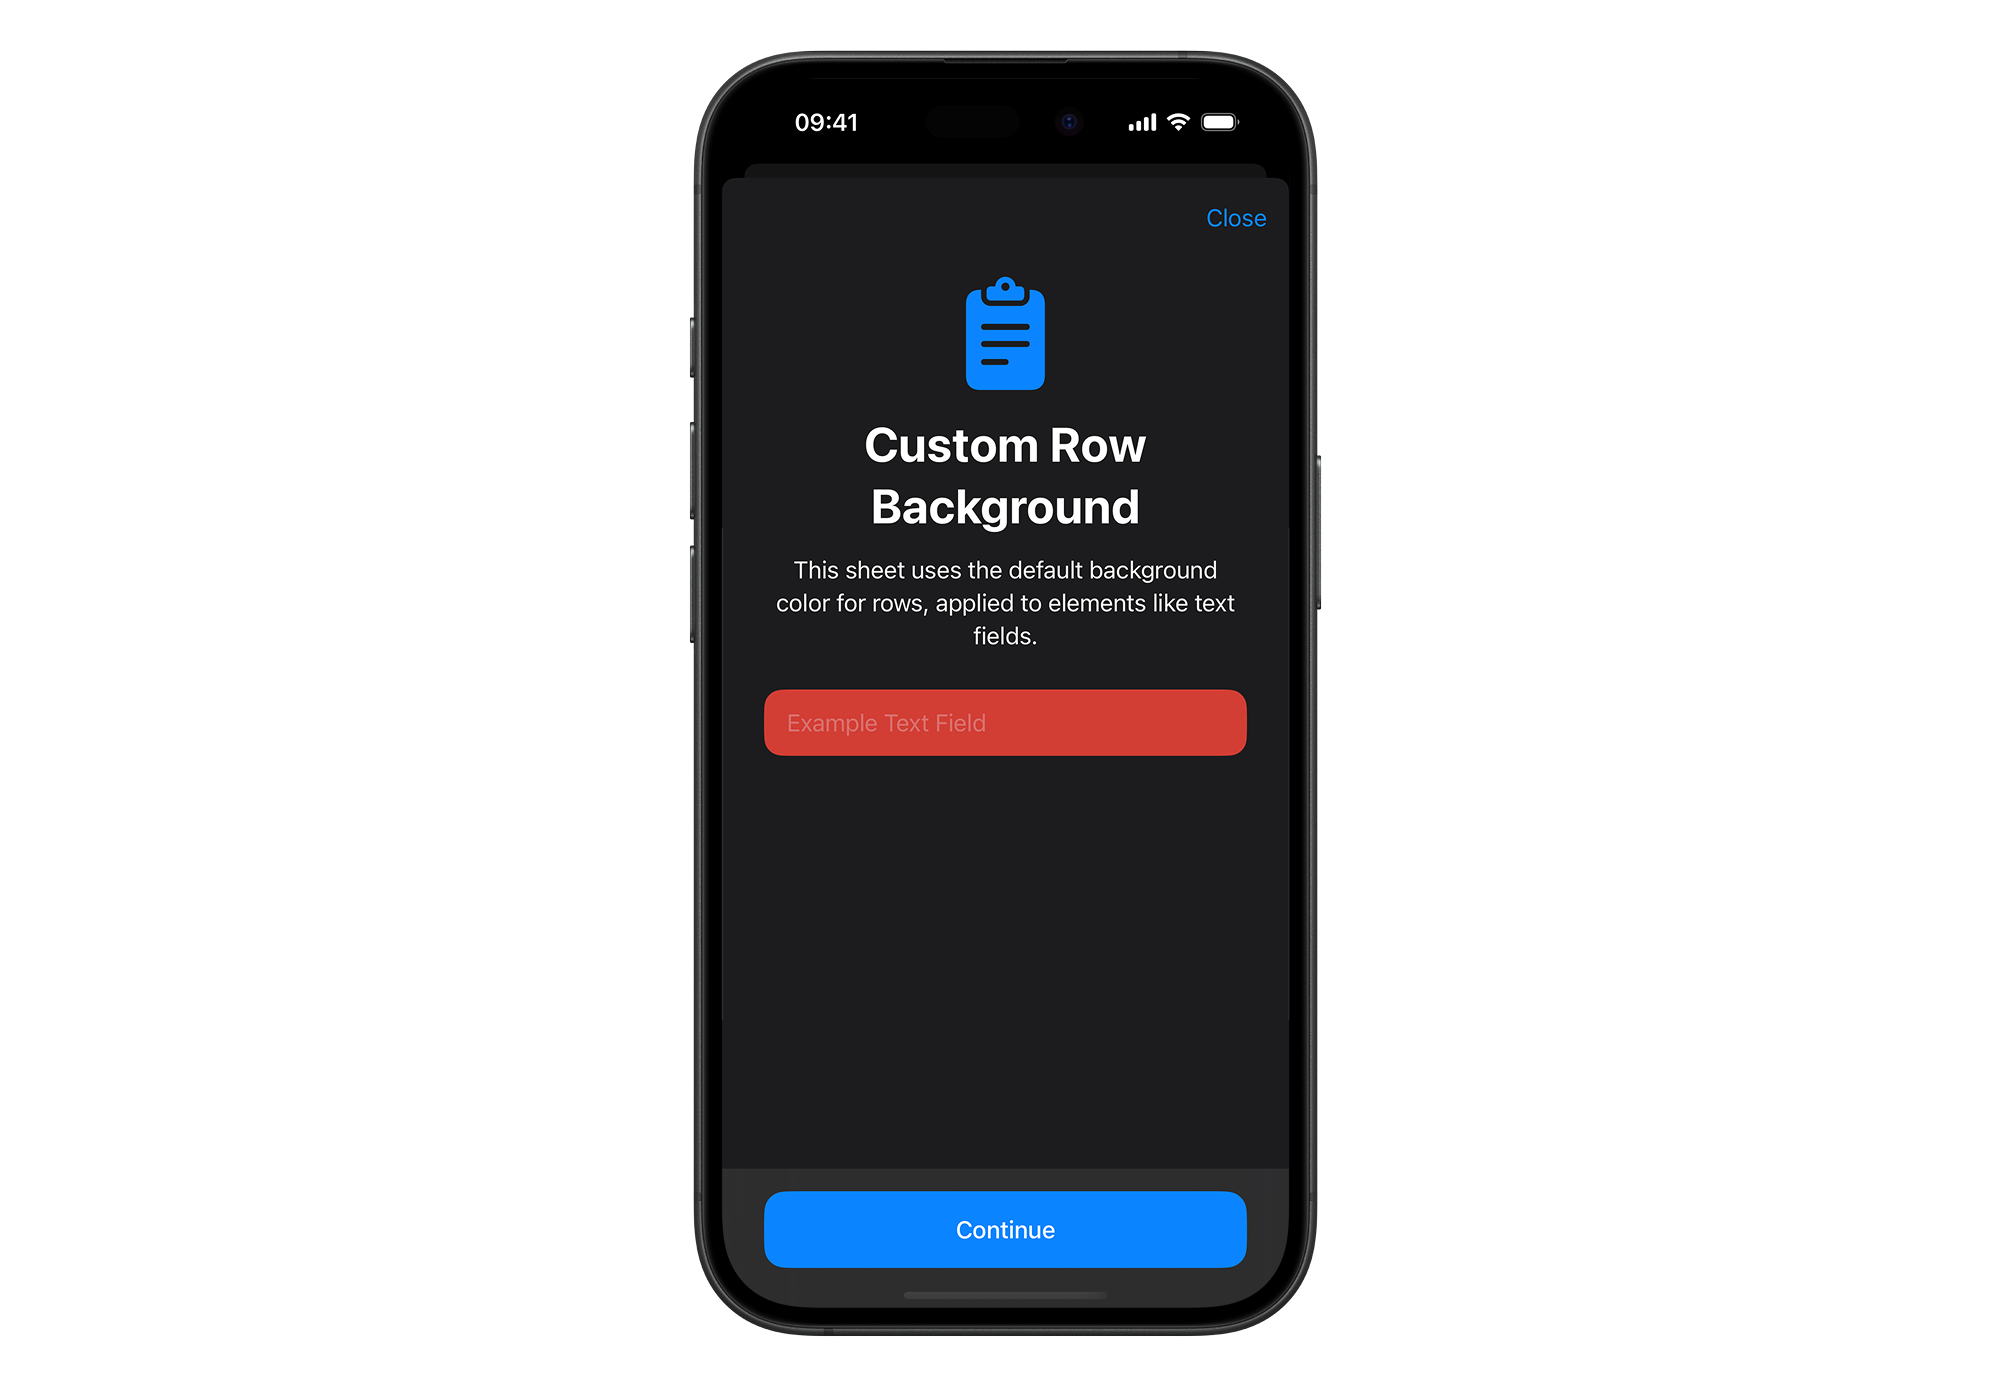 09:41
Close
Custom Row
Background
This sheet uses the default background
color for rows, applied to elements like text
fields.
Example Text Field
Continue